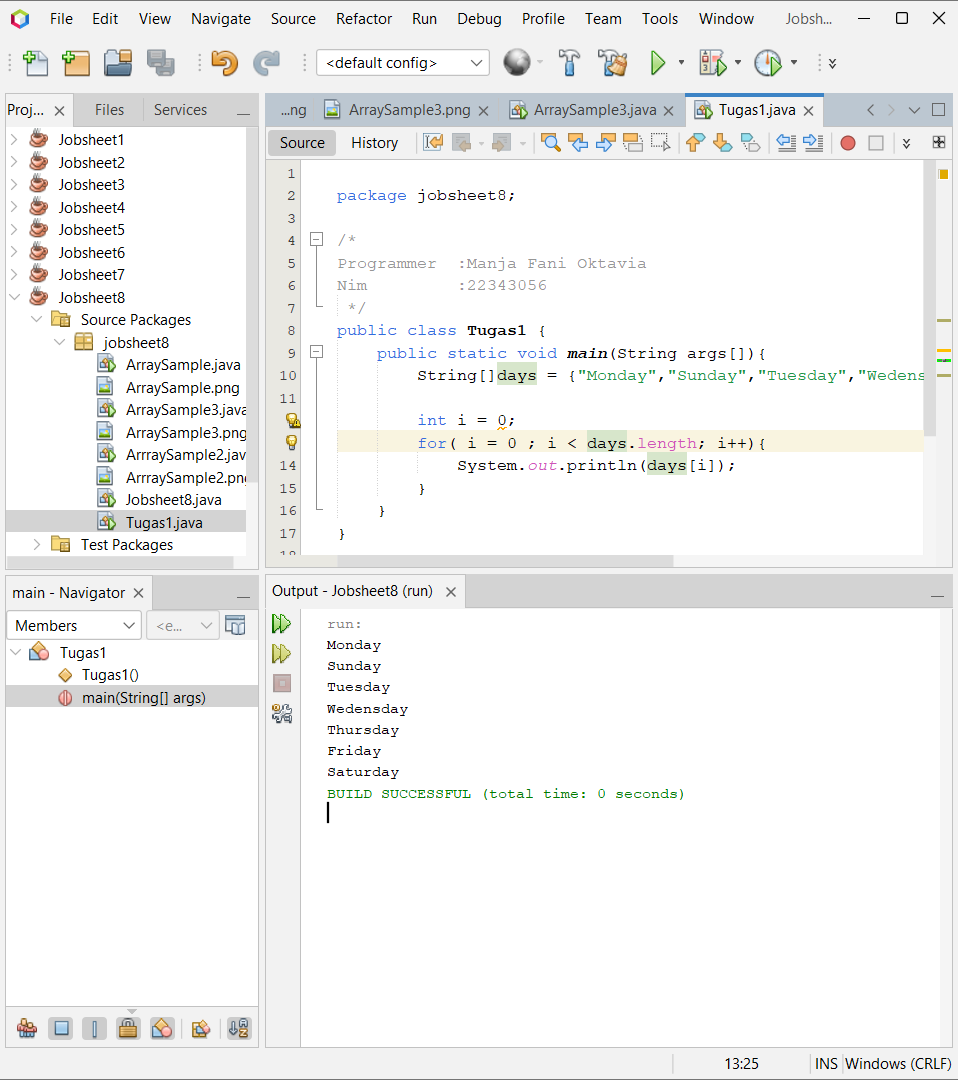 File Edit View Navigate Source Refactor Run Debug Profile Team Tools Window Jobsh...
<default config>
Proj... Files Services
Jobsheet1
Jobsheet2
Jobsheet3
Jobsheet4
Jobsheet5
Jobsheet6
Jobsheet7
Jobsheet8
Source Packages
jobsheet8
ArraySample.java
ArraySample.png
ArraySample3.java
ArraySample3.png
ArrrarySample2.jav
ArrraySample2.pn
Jobsheet8.java
Tugas1.java
Test Packages
...ng ArraySample3.png ArraySample3.java Tugas1.java
Source History
1
2 package jobsheet8;
3
4 /*
5 Programmer :Manja Fani Oktavia
6 Nim :22343056
7 */
8 public class Tugas1 {
9 public static void main(String args[]){
10 String[]days = {"Monday","Sunday","Tuesday","Wedens
11
int i = 0;
for( i = 0 ; i < days.length; i++){
14 System.out.println(days[i]);
15 }
16 }
17 }
main - Navigator
Members <e...
Tugas1
Tugas1()
main(String[] args)
Output - Jobsheet8 (run)
run:
Monday
Sunday
Tuesday
Wedensday
Thursday
Friday
Saturday
BUILD SUCCESSFUL (total time: 0 seconds)
13:25 INS Windows (CRLF)